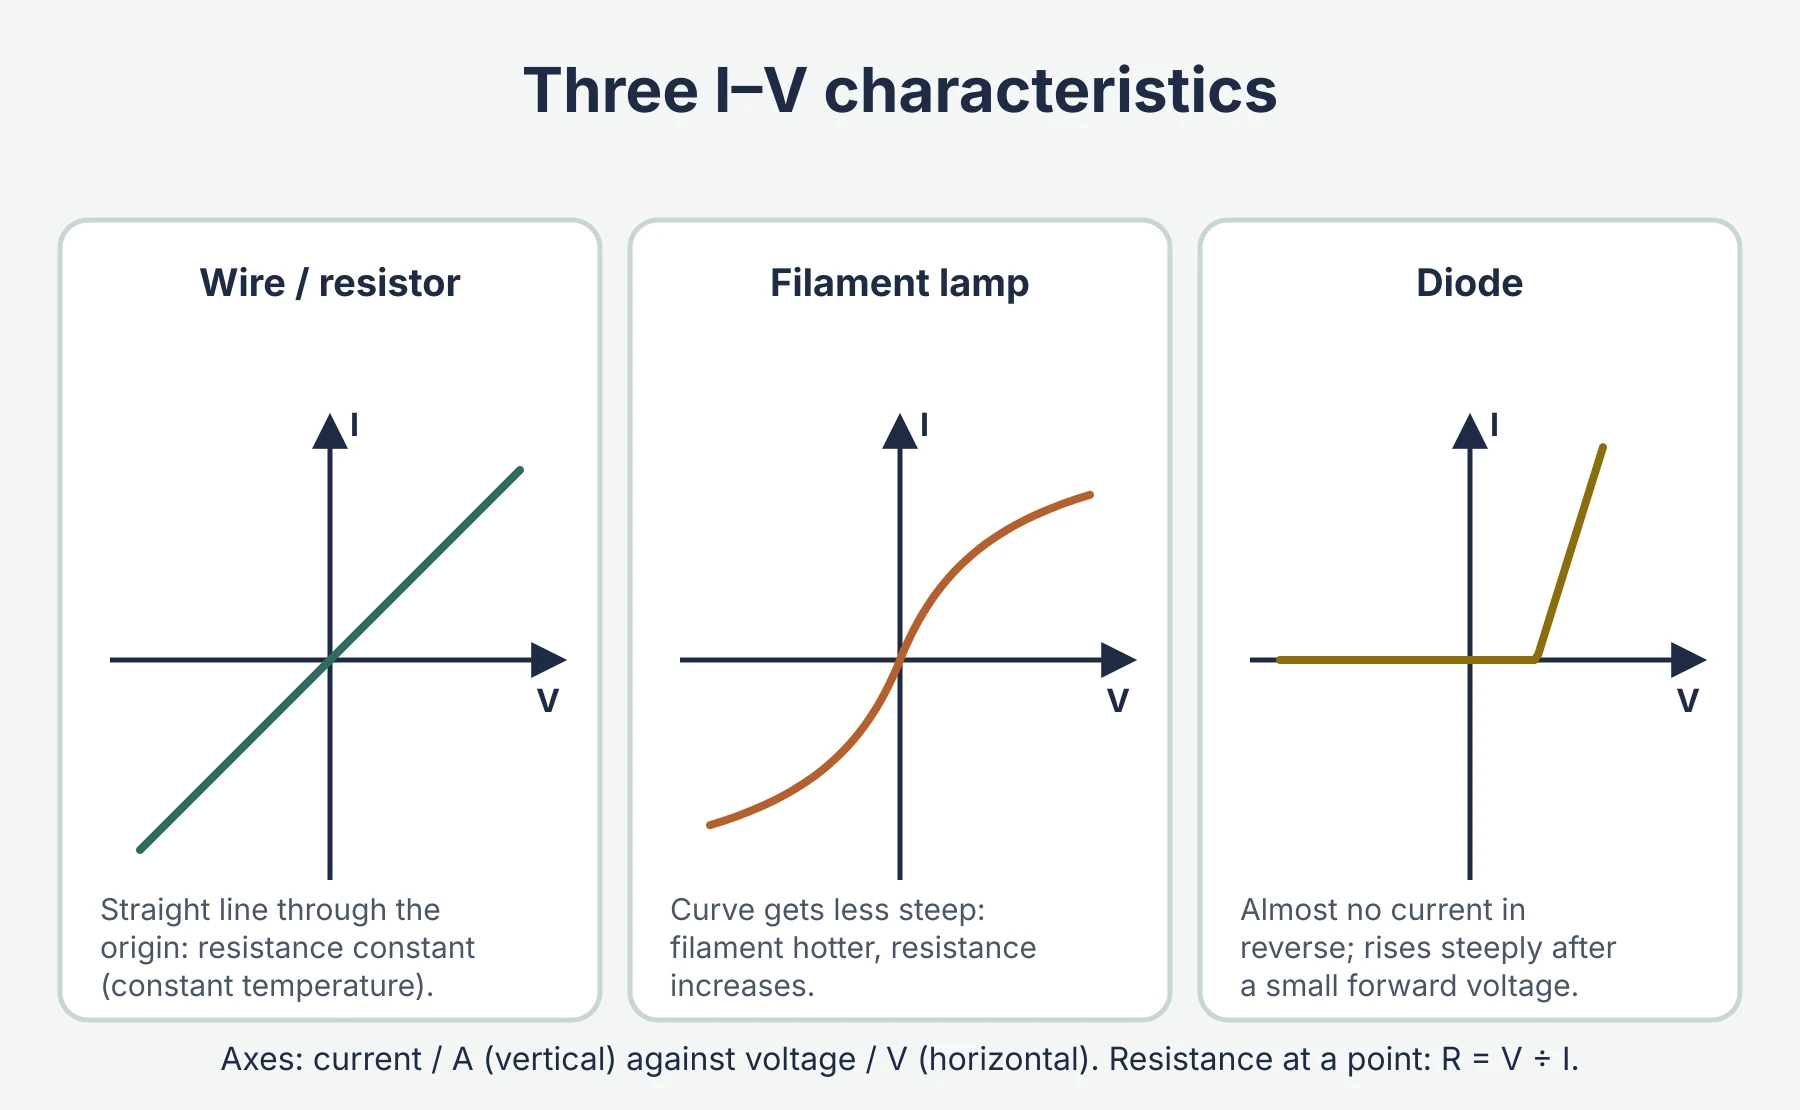 Three I–V characteristics
Wire / resistor
I
V
Straight line through the
origin: resistance constant
(constant temperature).
Filament lamp
I
V
Curve gets less steep:
filament hotter, resistance
increases.
Diode
I
V
Almost no current in
reverse; rises steeply after
a small forward voltage.
Axes: current / A (vertical) against voltage / V (horizontal). Resistance at a point: R = V ÷ I.